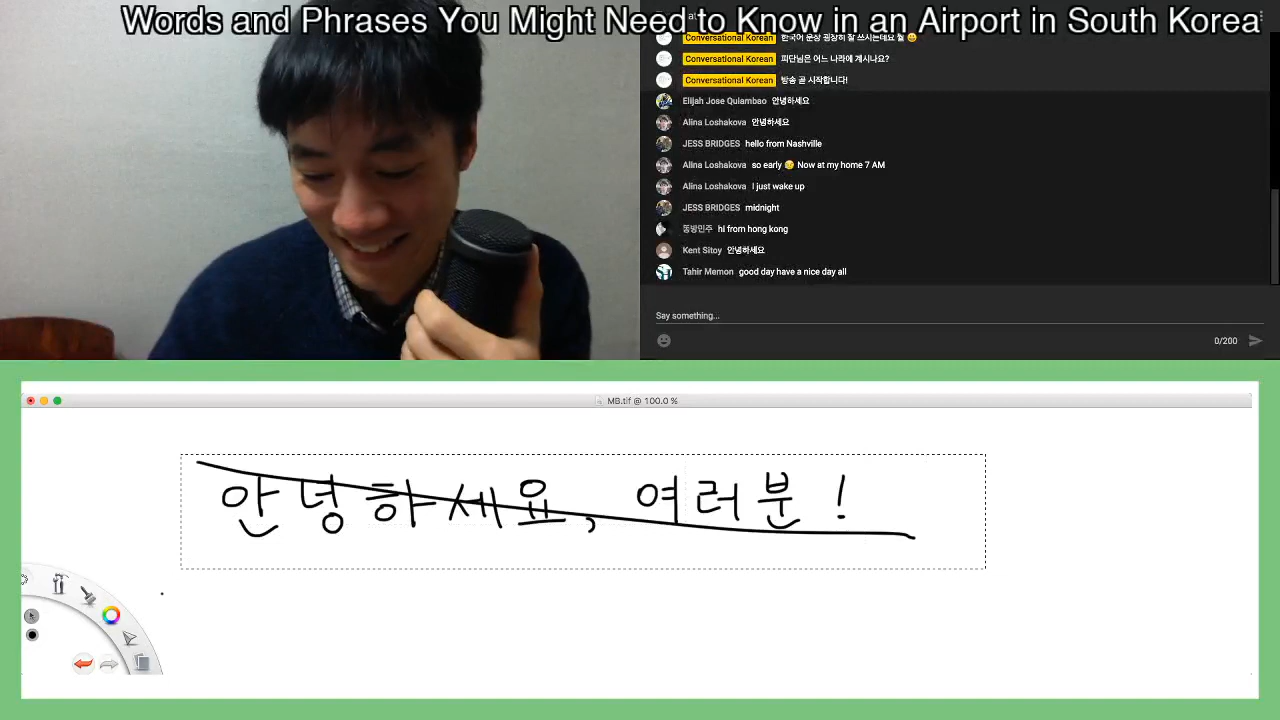 Words and Phrases You Might Need to Know in an Airport in South Korea
Conversational Korean 한국어 문장 굉장히 잘 쓰시는데요 뭘 😀
Conversational Korean 피단님은 어느 나라에 계시나요?
Conversational Korean 방송 곧 시작합니다!
Elijah Jose Quiambao 안녕하세요
Alina Loshakova 안녕하세요
JESS BRIDGES hello from Nashville
Alina Loshakova so early 😥 Now at my home 7 AM
Alina Loshakova I just wake up
JESS BRIDGES midnight
뚱방민주 hi from hong kong
Kent Sitoy 안녕하세요
Tahir Memon good day have a nice day all
Say something...
0/200
MB.tif @ 100.0 %
안녕하세요, 여러분!